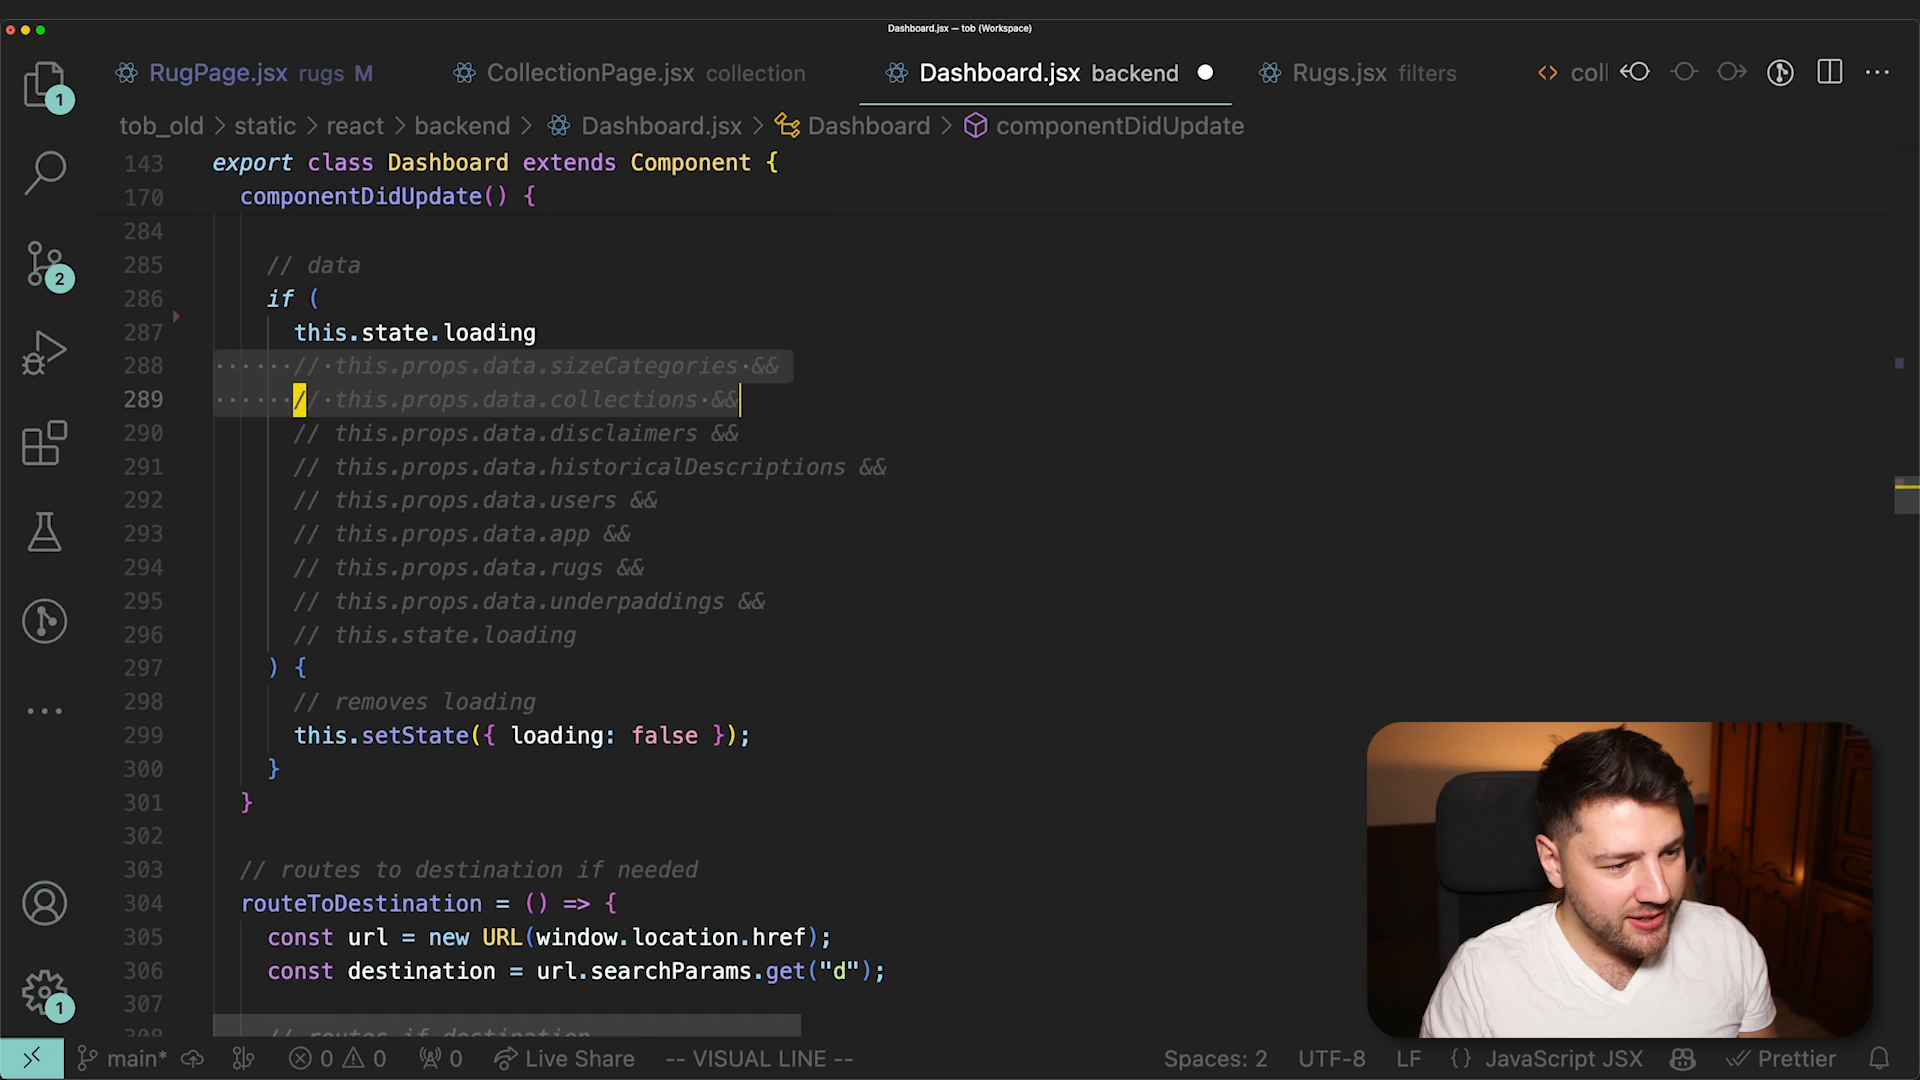 Dashboard.jsx — tob (Workspace)
RugPage.jsx rugs M
CollectionPage.jsx collection
Dashboard.jsx backend
Rugs.jsx filters
<> coll
tob_old > static > react > backend > Dashboard.jsx > Dashboard > componentDidUpdate
143 export class Dashboard extends Component {
170 componentDidUpdate() {
284
285 // data
286 if (
287 this.state.loading
288 // this.props.data.sizeCategories &&
289 // this.props.data.collections &&
290 // this.props.data.disclaimers &&
291 // this.props.data.historicalDescriptions &&
292 // this.props.data.users &&
293 // this.props.data.app &&
294 // this.props.data.rugs &&
295 // this.props.data.underpaddings &&
296 // this.state.loading
297 ) {
298 // removes loading
299 this.setState({ loading: false });
300 }
301 }
302
303 // routes to destination if needed
304 routeToDestination = () => {
305 const url = new URL(window.location.href);
306 const destination = url.searchParams.get("d");
307
308 // routes if destination
1
2
1
main* 0 0 0 Live Share -- VISUAL LINE -- Spaces: 2 UTF-8 LF {} JavaScript JSX Prettier